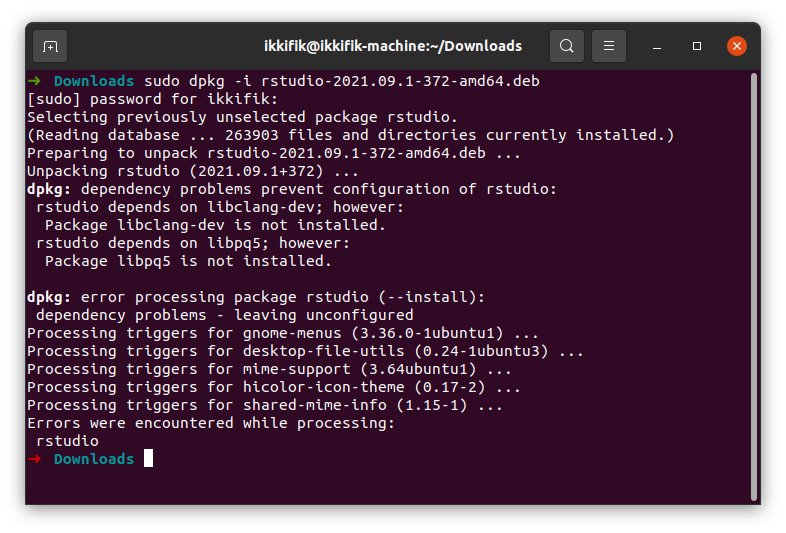 ikkifik@ikkifik-machine:~/Downloads
➜ Downloads sudo dpkg -i rstudio-2021.09.1-372-amd64.deb
[sudo] password for ikkifik:
Selecting previously unselected package rstudio.
(Reading database ... 263903 files and directories currently installed.)
Preparing to unpack rstudio-2021.09.1-372-amd64.deb ...
Unpacking rstudio (2021.09.1+372) ...
dpkg: dependency problems prevent configuration of rstudio:
 rstudio depends on libclang-dev; however:
  Package libclang-dev is not installed.
 rstudio depends on libpq5; however:
  Package libpq5 is not installed.

dpkg: error processing package rstudio (--install):
 dependency problems - leaving unconfigured
Processing triggers for gnome-menus (3.36.0-1ubuntu1) ...
Processing triggers for desktop-file-utils (0.24-1ubuntu3) ...
Processing triggers for mime-support (3.64ubuntu1) ...
Processing triggers for hicolor-icon-theme (0.17-2) ...
Processing triggers for shared-mime-info (1.15-1) ...
Errors were encountered while processing:
 rstudio
➜ Downloads